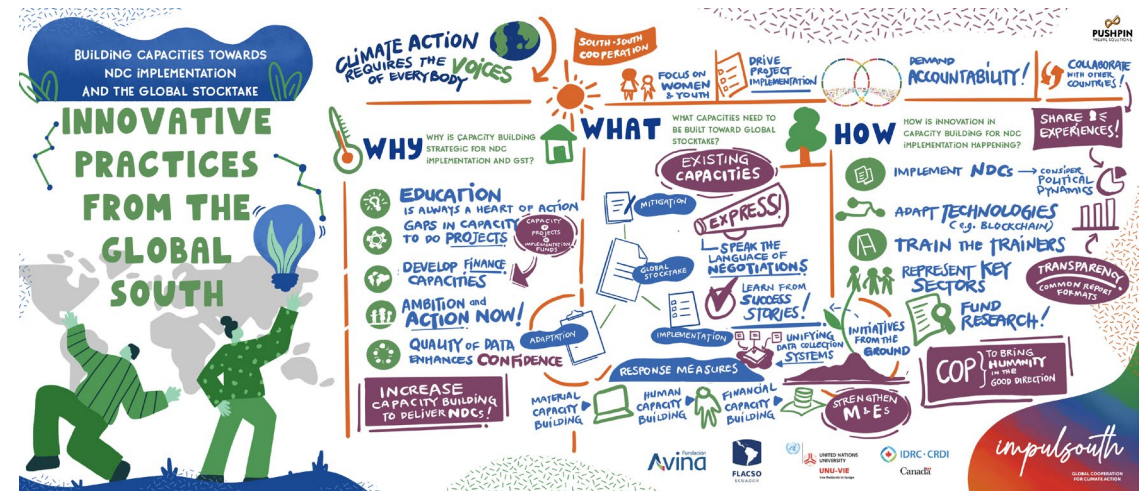 BUILDING CAPACITIES TOWARDS
NDC IMPLEMENTATION
AND THE GLOBAL STOCKTAKE
INNOVATIVE
PRACTICES
FROM THE
GLOBAL
SOUTH
CLIMATE ACTION
REQUIRES THE VOICES
OF EVERYBODY
SOUTH-SOUTH
COOPERATION
FOCUS ON
WOMEN
& YOUTH
DRIVE
PROJECT
IMPLEMENTATION
DEMAND
ACCOUNTABILITY!
COLLABORATE
WITH OTHER
COUNTRIES!
PUSHPIN
SHARE
EXPERIENCES!
WHY
WHY IS CAPACITY BUILDING
STRATEGIC FOR NDC
IMPLEMENTATION AND GST?
EDUCATION
IS ALWAYS A HEART OF ACTION
GAPS IN CAPACITY
TO DO PROJECTS
CAPACITY
PROJECTS
IMPLEMENTATION
FUNDS
DEVELOP FINANCE
CAPACITIES
AMBITION and
ACTION NOW!
QUALITY OF DATA
ENHANCES CONFIDENCE
INCREASE
CAPACITY BUILDING
TO DELIVER NDCs!
WHAT
WHAT CAPACITIES NEED TO
BE BUILT TOWARD GLOBAL
STOCKTAKE?
EXISTING
CAPACITIES
MITIGATION
EXPRESS!
SPEAK THE
LANGUAGE OF
NEGOTIATIONS
GLOBAL
STOCKTAKE
LEARN FROM
SUCCESS
STORIES!
ADAPTATION
IMPLEMENTATION
UNIFYING
DATA COLLECTION
SYSTEMS
RESPONSE MEASURES
MATERIAL
CAPACITY
BUILDING
HUMAN
CAPACITY
BUILDING
FINANCIAL
CAPACITY
BUILDING
HOW
HOW IS INNOVATION IN
CAPACITY BUILDING FOR NDC
IMPLEMENTATION HAPPENING?
IMPLEMENT NDCs → CONSIDER
POLITICAL
DYNAMICS
ADAPT TECHNOLOGIES
(e.g. BLOCKCHAIN)
TRAIN THE TRAINERS
REPRESENT KEY
SECTORS
TRANSPARENCY
COMMON REPORT
FORMATS
FUND
RESEARCH!
INITIATIVES
FROM THE
GROUND
COP} TO BRING
HUMANITY
IN THE
GOOD DIRECTION
STRENGTHEN
M&Es
Fundación
Avina
FLACSO
ECUADOR
UNITED NATIONS
UNIVERSITY
UNU-VIE
IDRC · CRDI
Canada
impulsouth
GLOBAL COOPERATION
FOR CLIMATE ACTION